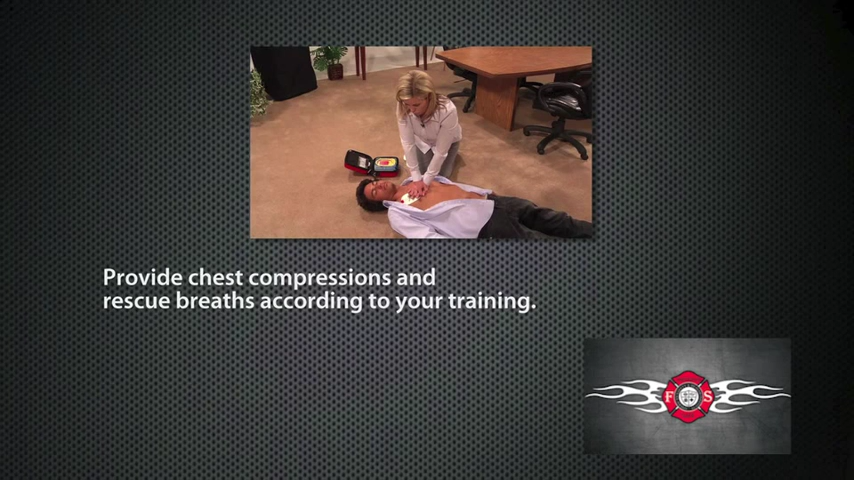 Provide chest compressions and
rescue breaths according to your training.
F S